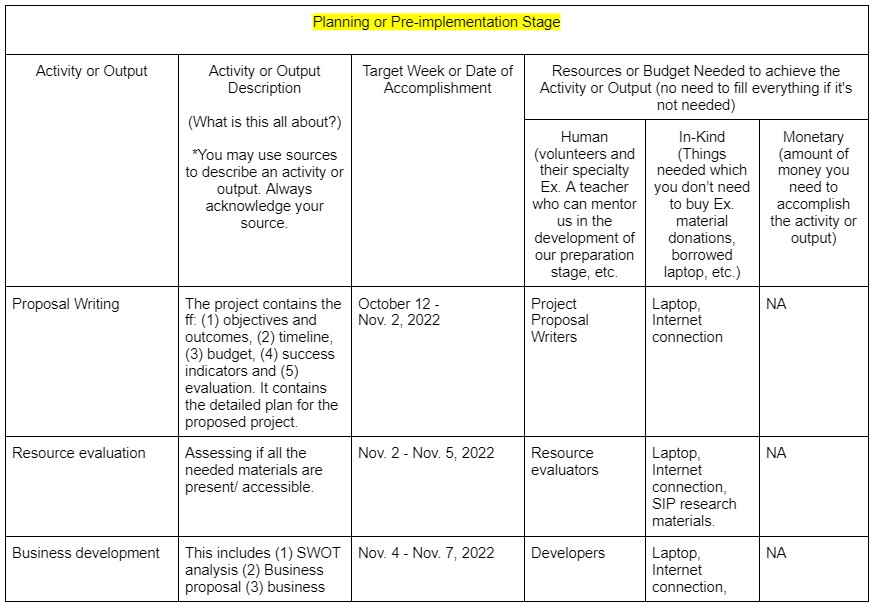 Planning or Pre-implementation Stage
Activity or Output
Activity or Output
Description
(What is this all about?)
*You may use sources
to describe an activity or
output. Always
acknowledge your
source.
Target Week or Date of
Accomplishment
Resources or Budget Needed to achieve the
Activity or Output (no need to fill everything if it's
not needed)
Human
(volunteers and
their specialty
Ex. A teacher
who can mentor
us in the
development of
our preparation
stage, etc.
In-Kind
(Things
needed which
you don’t need
to buy Ex.
material
donations,
borrowed
laptop, etc.)
Monetary
(amount of
money you
need to
accomplish
the activity or
output)
Proposal Writing
The project contains the
ff: (1) objectives and
outcomes, (2) timeline,
(3) budget, (4) success
indicators and (5)
evaluation. It contains
the detailed plan for the
proposed project.
October 12 -
Nov. 2, 2022
Project
Proposal
Writers
Laptop,
Internet
connection
NA
Resource evaluation
Assessing if all the
needed materials are
present/ accessible.
Nov. 2 - Nov. 5, 2022
Resource
evaluators
Laptop,
Internet
connection,
SIP research
materials.
NA
Business development
This includes (1) SWOT
analysis (2) Business
proposal (3) business
Nov. 4 - Nov. 7, 2022
Developers
Laptop,
Internet
connection,
NA